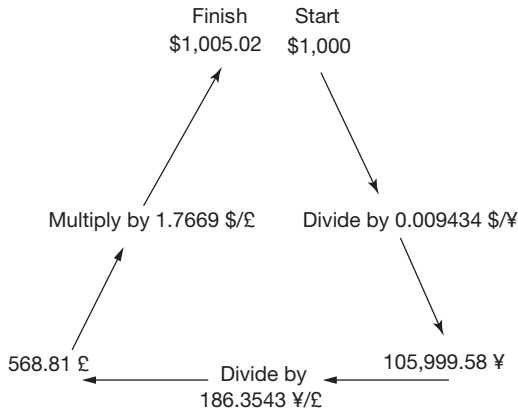 Finish
$1,005.02
Start
$1,000
Multiply by 1.7669 $/£
Divide by 0.009434 $/¥
568.81 £
Divide by
186.3543 ¥/£
105,999.58 ¥